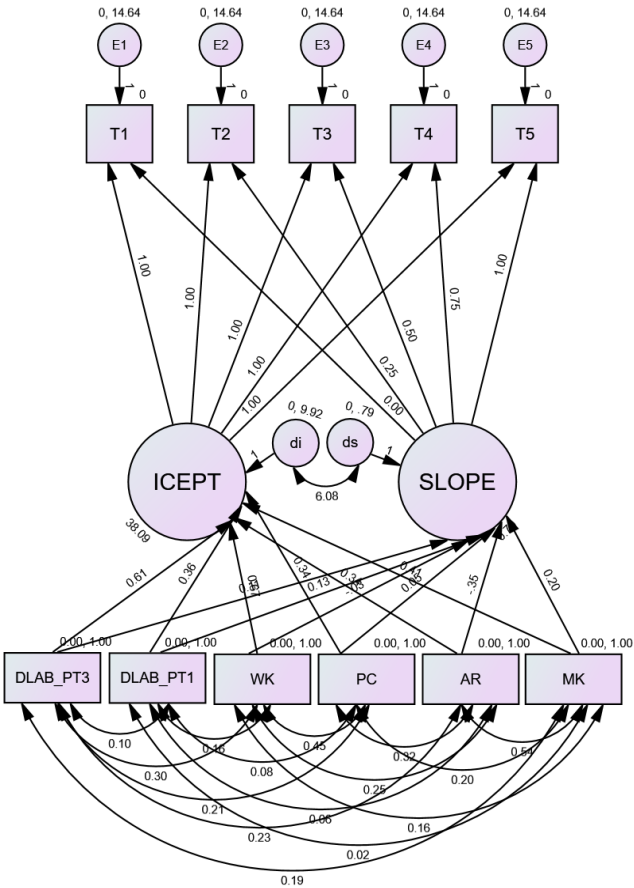 0, 14.64
0, 14.64
0, 14.64
0, 14.64
0, 14.64
E1
E2
E3
E4
E5
1
0
1
0
1
0
1
0
1
0
T1
T2
T3
T4
T5
1.00
1.00
1.00
1.00
1.00
0.00
0.25
0.50
0.75
1.00
0, 9.92
0, .79
di
ds
1
1
6.08
ICEPT
SLOPE
38.09
0.61
0.36
0.34
0.13
-.35
0.20
0.00, 1.00
0.00, 1.00
0.00, 1.00
0.00, 1.00
0.00, 1.00
0.00, 1.00
DLAB_PT3
DLAB_PT1
WK
PC
AR
MK
0.10
0.16
0.45
0.32
0.54
0.30
0.08
0.20
0.21
0.25
0.06
0.16
0.23
0.02
0.19